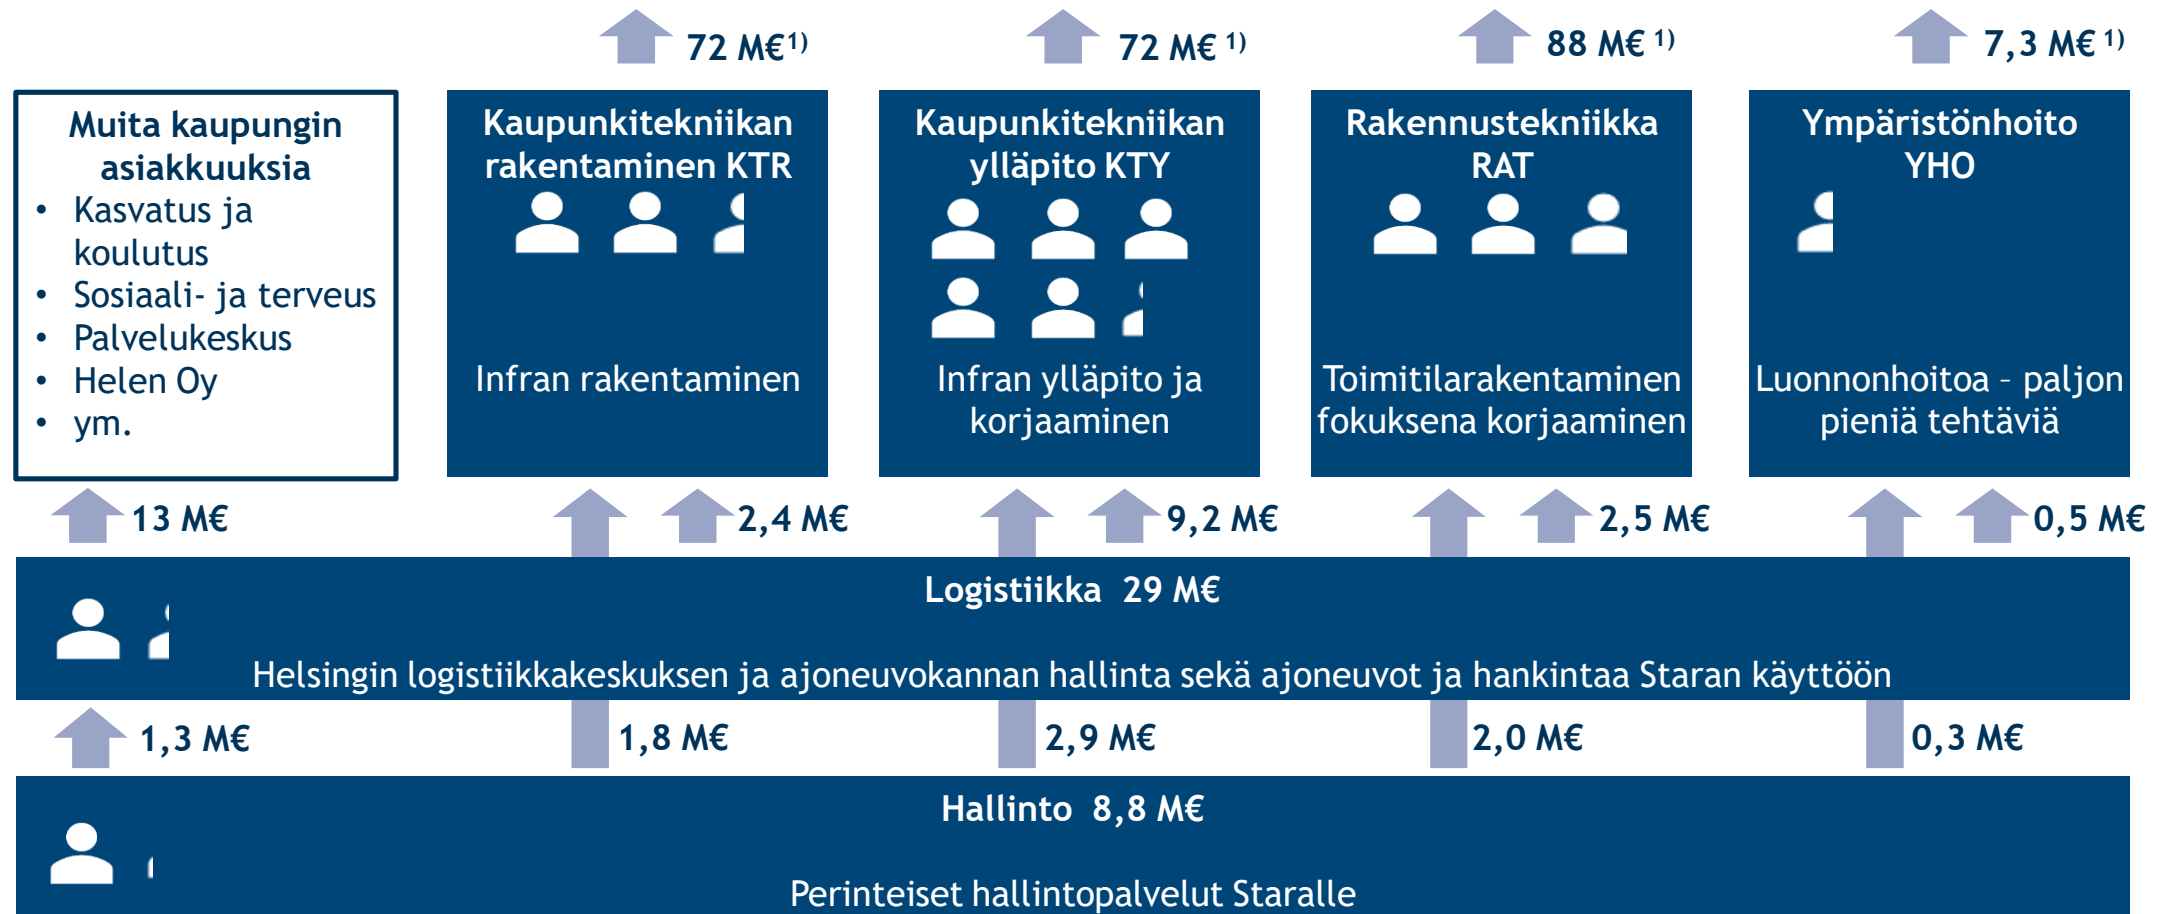 72 M€1)
72 M€ 1)
88 M€ 1)
7,3 M€ 1)
Muita kaupungin
asiakkuuksia
• Kasvatus ja
koulutus
• Sosiaali- ja terveus
• Palvelukeskus
• Helen Oy
• ym.
Kaupunkitekniikan
rakentaminen KTR
Infran rakentaminen
Kaupunkitekniikan
ylläpito KTY
Infran ylläpito ja
korjaaminen
Rakennustekniikka
RAT
Toimitilarakentaminen
fokuksena korjaaminen
Ympäristönhoito
YHO
Luonnonhoitoa – paljon
pieniä tehtäviä
13 M€
2,4 M€
9,2 M€
2,5 M€
0,5 M€
Logistiikka 29 M€
Helsingin logistiikkakeskuksen ja ajoneuvokannan hallinta sekä ajoneuvot ja hankintaa Staran käyttöön
1,3 M€
1,8 M€
2,9 M€
2,0 M€
0,3 M€
Hallinto 8,8 M€
Perinteiset hallintopalvelut Staralle